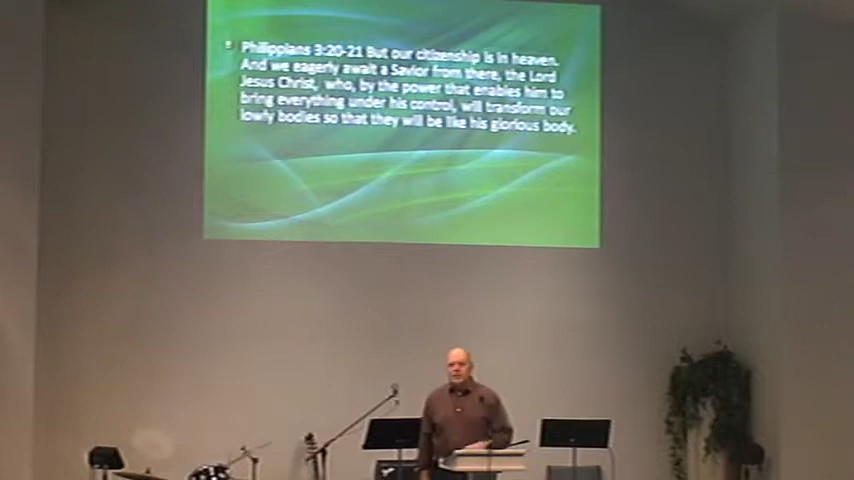 Philippians 3:20-21 But our citizenship is in heaven.
And we eagerly await a Savior from there, the Lord
Jesus Christ, who, by the power that enables him to
bring everything under his control, will transform our
lowly bodies so that they will be like his glorious body.